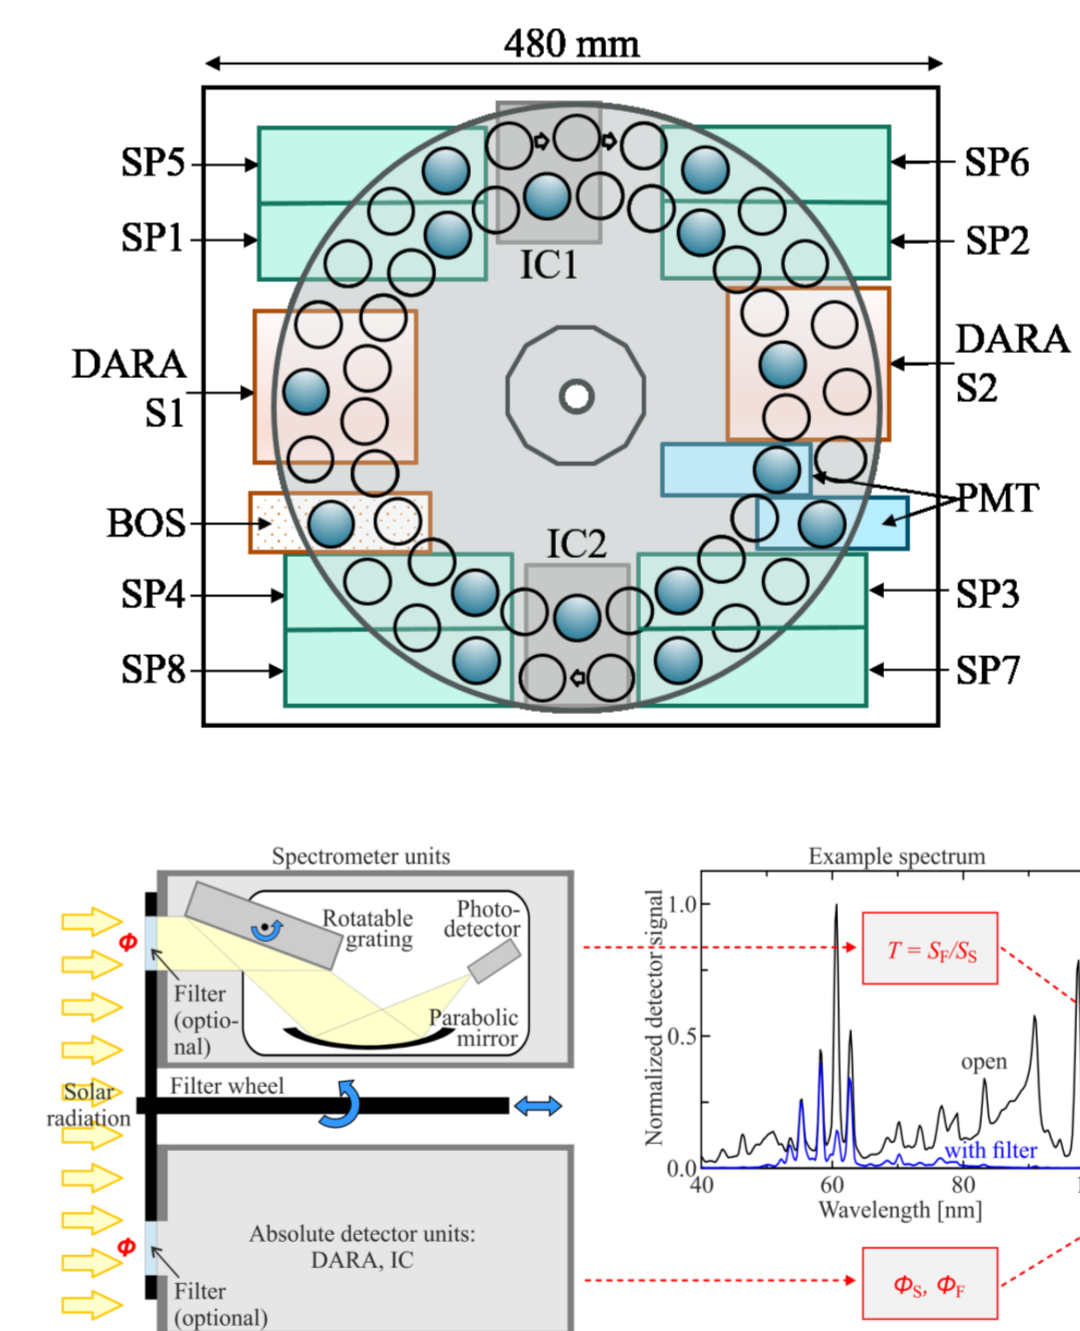 480 mm
SP5
SP6
SP1
SP2
IC1
DARA
S1
DARA
S2
PMT
BOS
IC2
SP4
SP3
SP8
SP7
Spectrometer units
Rotatable
grating
Photo-
detector
Φ
Filter
(optio-
nal)
Parabolic
mirror
Solar
radiation
Filter wheel
Absolute detector units:
DARA, IC
Φ
Filter
(optional)
Example spectrum
Normalized detector signal
1.0
0.5
0.0
T = SF/SS
open
with filter
40
60
80
Wavelength [nm]
ΦS, ΦF